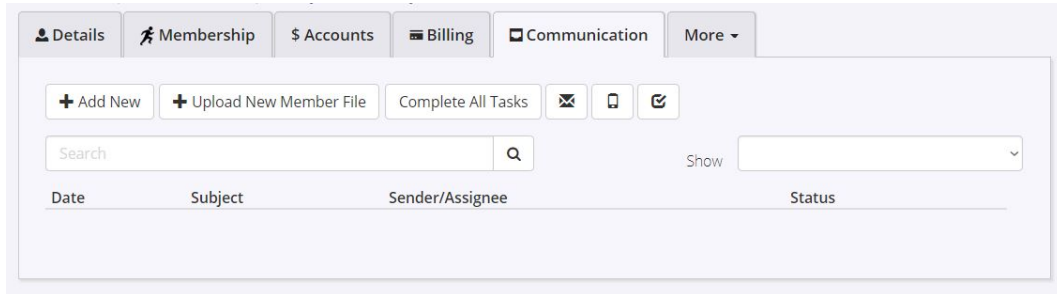 Details Membership $ Accounts Billing Communication More
Add New Upload New Member File Complete All Tasks
Search Show
Date Subject Sender/Assignee Status